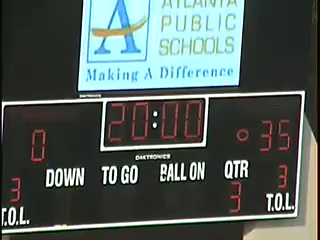 ATLANTA
PUBLIC
SCHOOLS
Making A Difference
20:00
DAKTRONICS
0 35
DOWN TO GO BALL ON QTR
3 3 3
T.O.L. T.O.L.